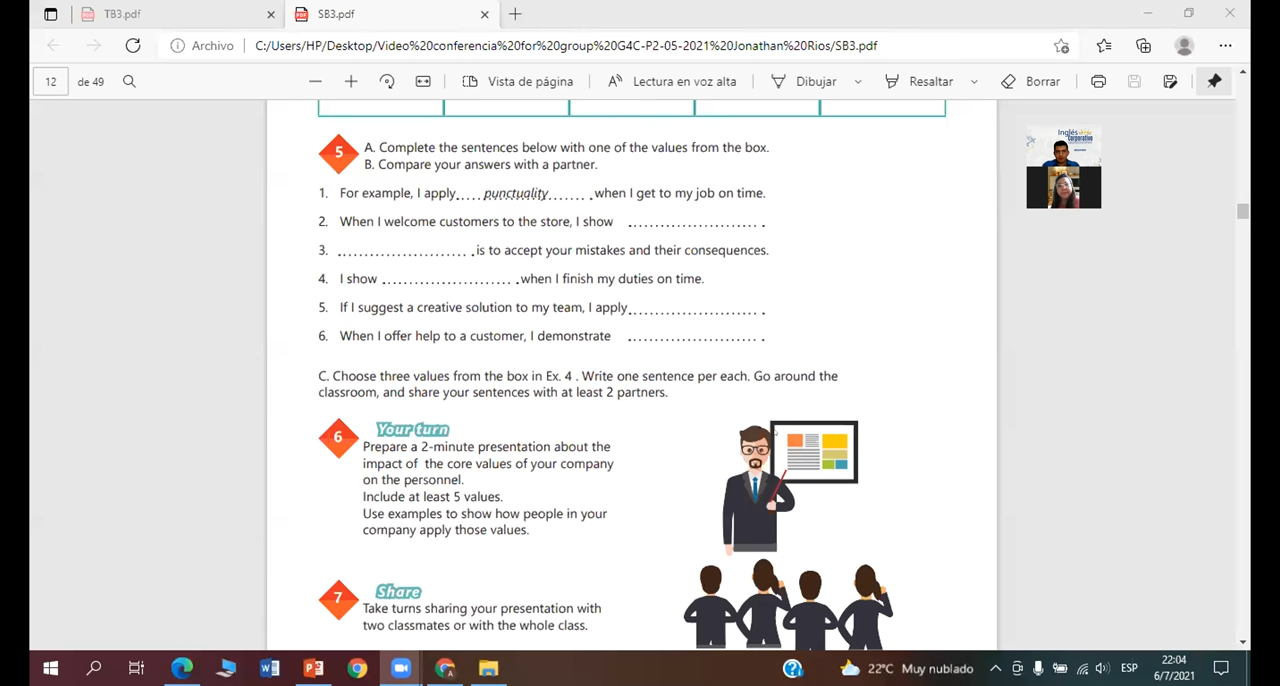 TB3.pdf
SB3.pdf
Archivo
C:/Users/HP/Desktop/Video%20conferencia%20for%20group%20G4C-P2-05-2021%20Jonathan%20Rios/SB3.pdf
12 de 49
Vista de página
Lectura en voz alta
Dibujar
Resaltar
Borrar
5 A. Complete the sentences below with one of the values from the box.
B. Compare your answers with a partner.
1. For example, I apply.....punctuality....... .when I get to my job on time.
2. When I welcome customers to the store, I show ....................... .
3. ....................... .is to accept your mistakes and their consequences.
4. I show ....................... .when I finish my duties on time.
5. If I suggest a creative solution to my team, I apply....................... .
6. When I offer help to a customer, I demonstrate ....................... .
C. Choose three values from the box in Ex. 4 . Write one sentence per each. Go around the
classroom, and share your sentences with at least 2 partners.
6 Your turn
Prepare a 2-minute presentation about the
impact of the core values of your company
on the personnel.
Include at least 5 values.
Use examples to show how people in your
company apply those values.
7 Share
Take turns sharing your presentation with
two classmates or with the whole class.
Inglés
Corporativo
22°C Muy nublado
ESP
22:04
6/7/2021